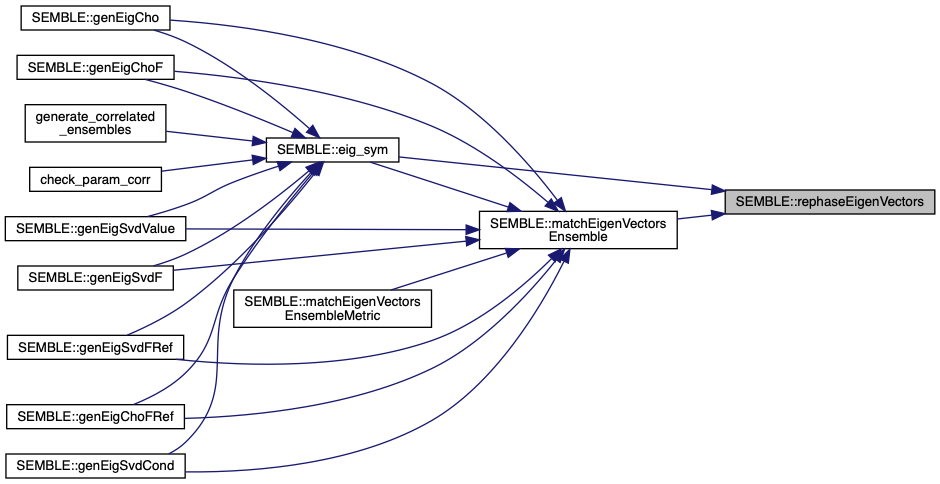 SEMBLE::genEigCho
SEMBLE::genEigChoF
generate_correlated
_ensembles
check_param_corr
SEMBLE::genEigSvdValue
SEMBLE::genEigSvdF
SEMBLE::genEigSvdFRef
SEMBLE::genEigChoFRef
SEMBLE::genEigSvdCond
SEMBLE::eig_sym
SEMBLE::matchEigenVectors
EnsembleMetric
SEMBLE::matchEigenVectors
Ensemble
SEMBLE::rephaseEigenVectors